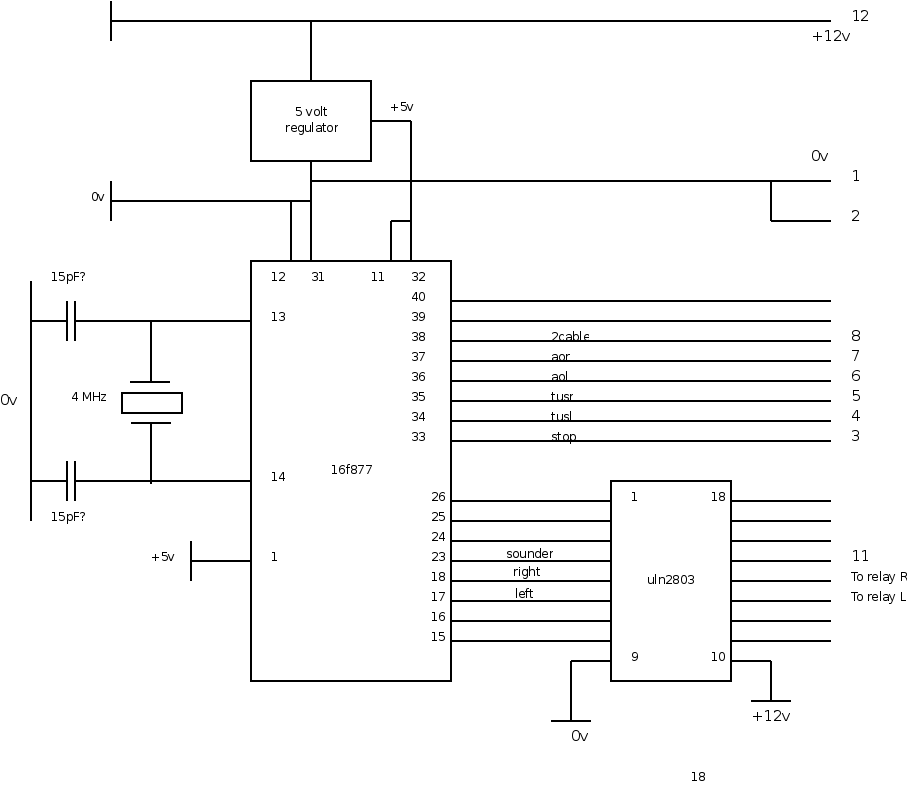 12
+12v
5 volt
regulator
+5v
0v
1
0v
2
15pF?
12 31 11 32
40
13
39
38 2cable 8
37 aor 7
36 aol 6
4 MHz
35 tusr 5
0v
34 tusl 4
33 stop 3
16f877
14
26 1 18
15pF?
25
24
+5v
1
23 sounder 11
18 right To relay R
uln2803
17 left To relay L
16
15
9 10
+12v
0v
18